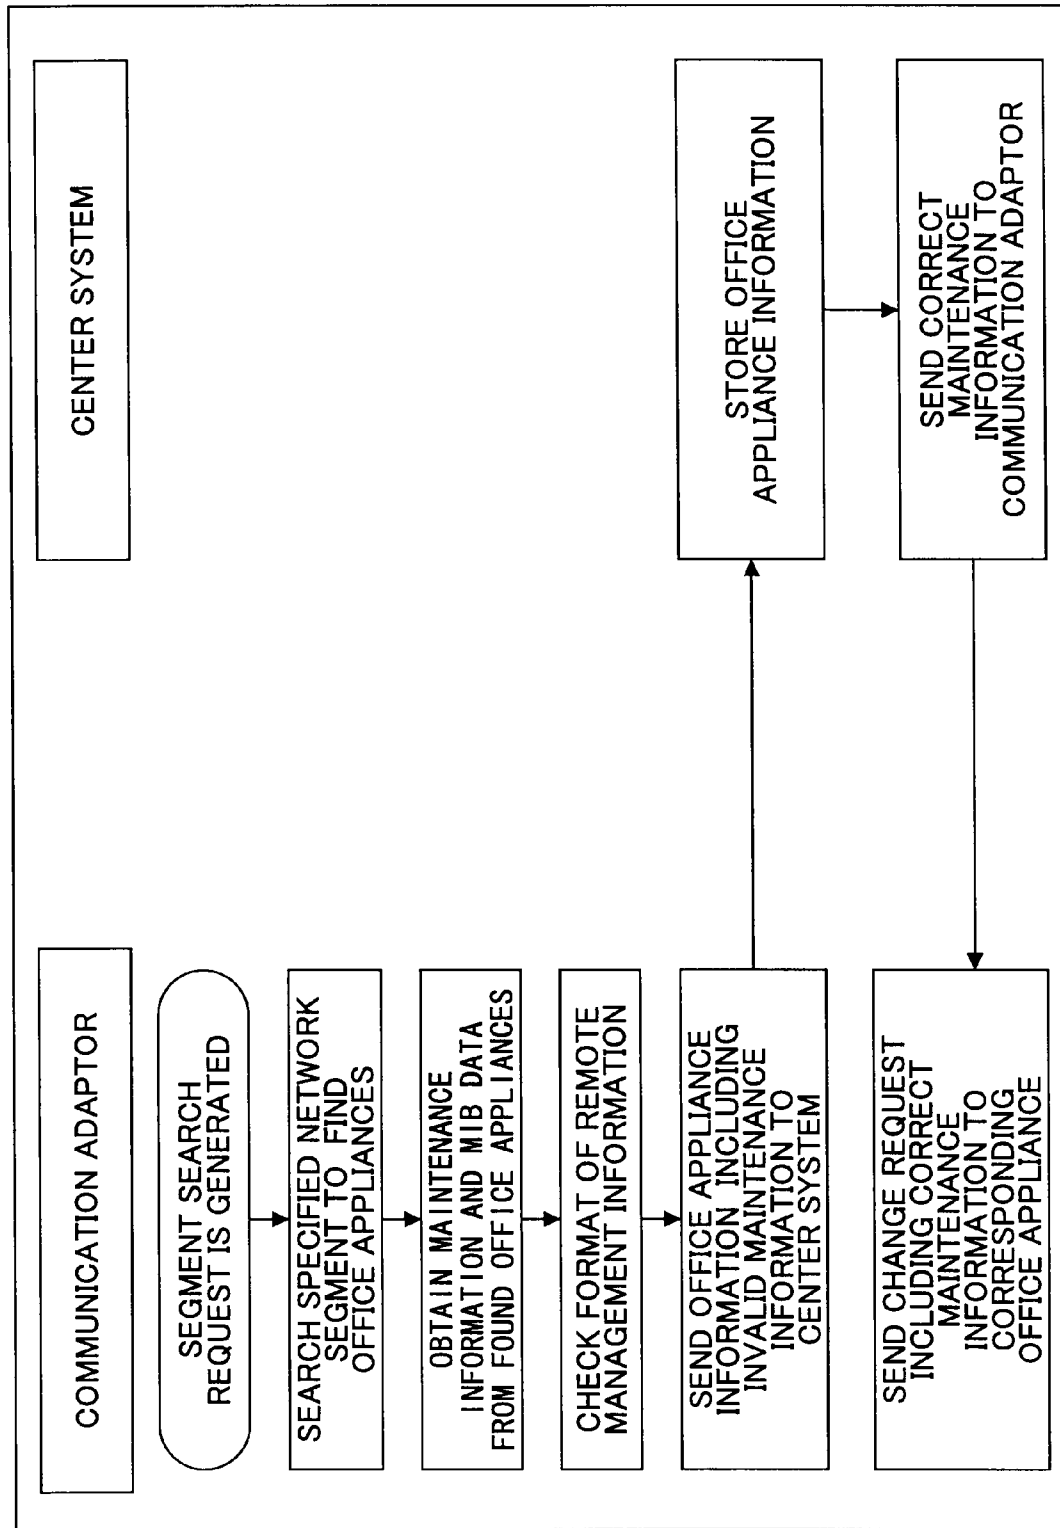 COMMUNICATION ADAPTOR
CENTER SYSTEM
SEGMENT SEARCH
REQUEST IS GENERATED
SEARCH SPECIFIED NETWORK
SEGMENT TO FIND
OFFICE APPLIANCES
OBTAIN MAINTENANCE
INFORMATION AND MIB DATA
FROM FOUND OFFICE APPLIANCES
CHECK FORMAT OF REMOTE
MANAGEMENT INFORMATION
SEND OFFICE APPLIANCE
INFORMATION INCLUDING
INVALID MAINTENANCE
INFORMATION TO
CENTER SYSTEM
STORE OFFICE
APPLIANCE INFORMATION
SEND CORRECT
MAINTENANCE
INFORMATION TO
COMMUNICATION ADAPTOR
SEND CHANGE REQUEST
INCLUDING CORRECT
MAINTENANCE
INFORMATION TO
CORRESPONDING
OFFICE APPLIANCE